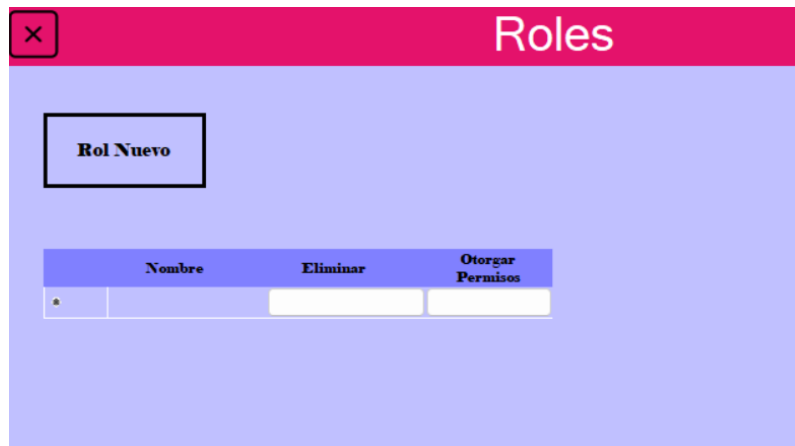 Roles
Rol Nuevo
Nombre
Eliminar
Otorgar
Permisos